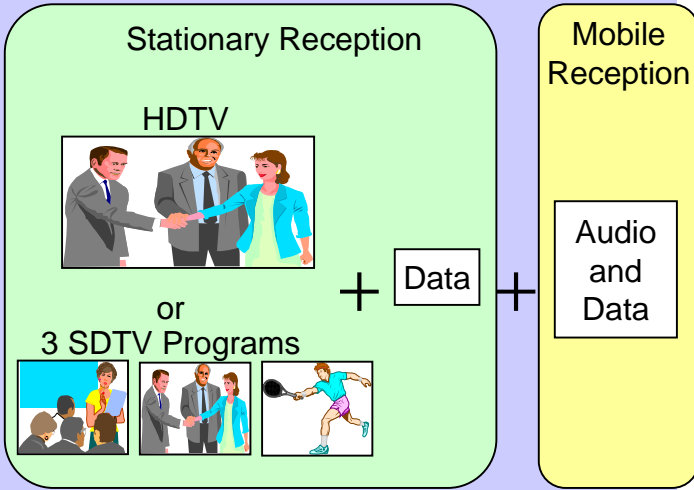 Stationary Reception
HDTV
or
3 SDTV Programs
+
Data
+
Mobile
Reception
Audio
and
Data